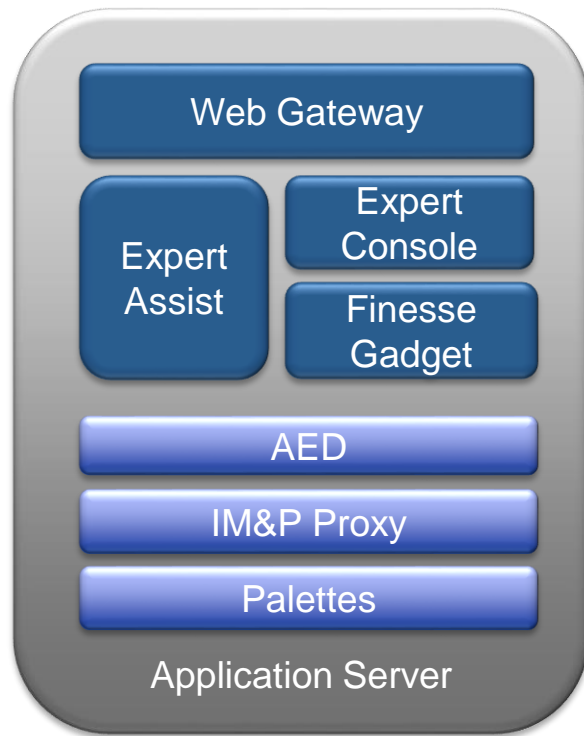 Web Gateway
Expert
Assist
Expert
Console
Finesse
Gadget
AED
IM&P Proxy
Palettes
Application Server